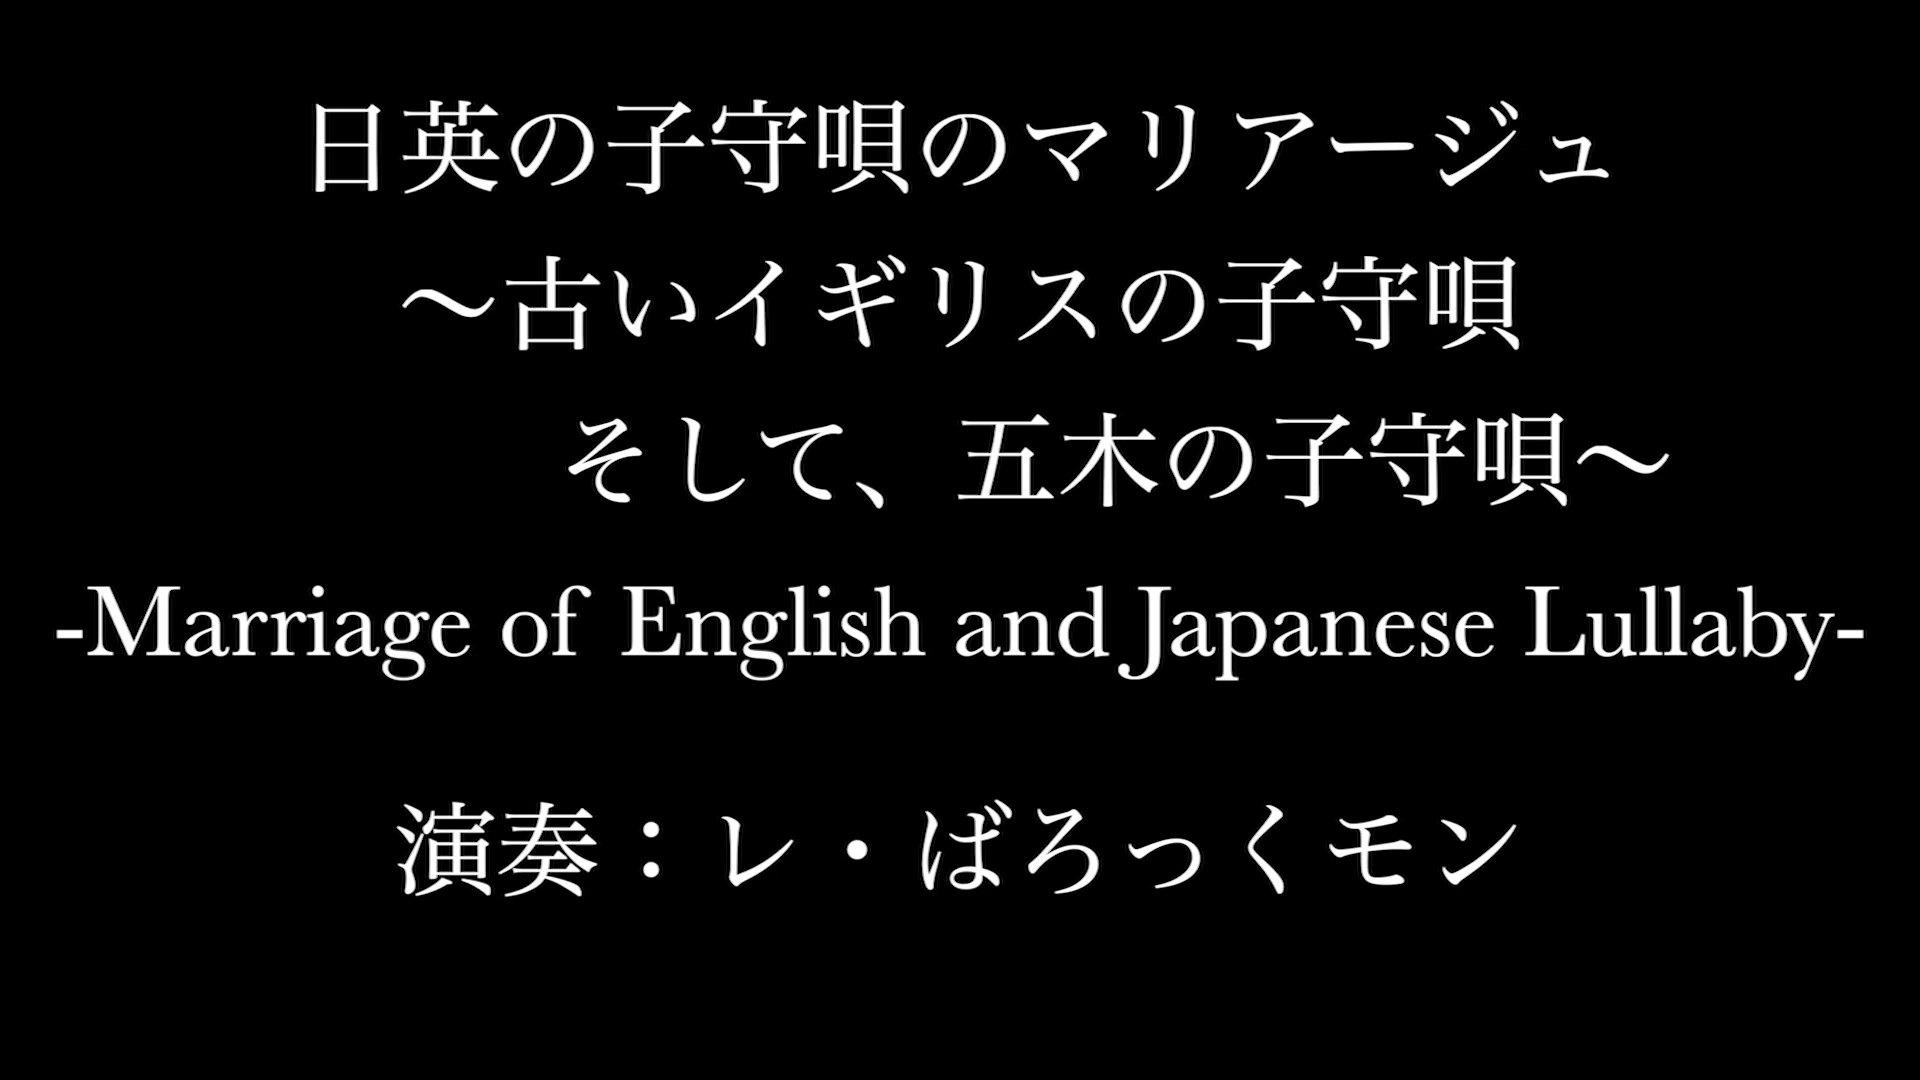 日英の子守唄のマリアージュ
〜古いイギリスの子守唄
そして、五木の子守唄〜
-Marriage of English and Japanese Lullaby-
演奏：レ・ばろっくモン